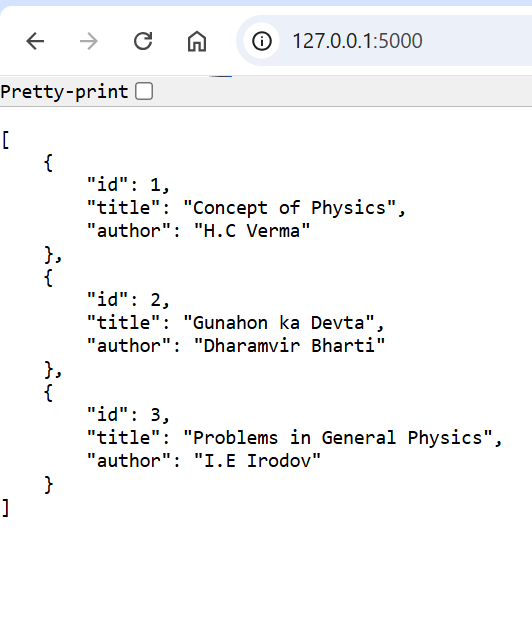 127.0.0.1:5000
Pretty-print
[
    {
        "id": 1,
        "title": "Concept of Physics",
        "author": "H.C Verma"
    },
    {
        "id": 2,
        "title": "Gunahon ka Devta",
        "author": "Dharamvir Bharti"
    },
    {
        "id": 3,
        "title": "Problems in General Physics",
        "author": "I.E Irodov"
    }
]